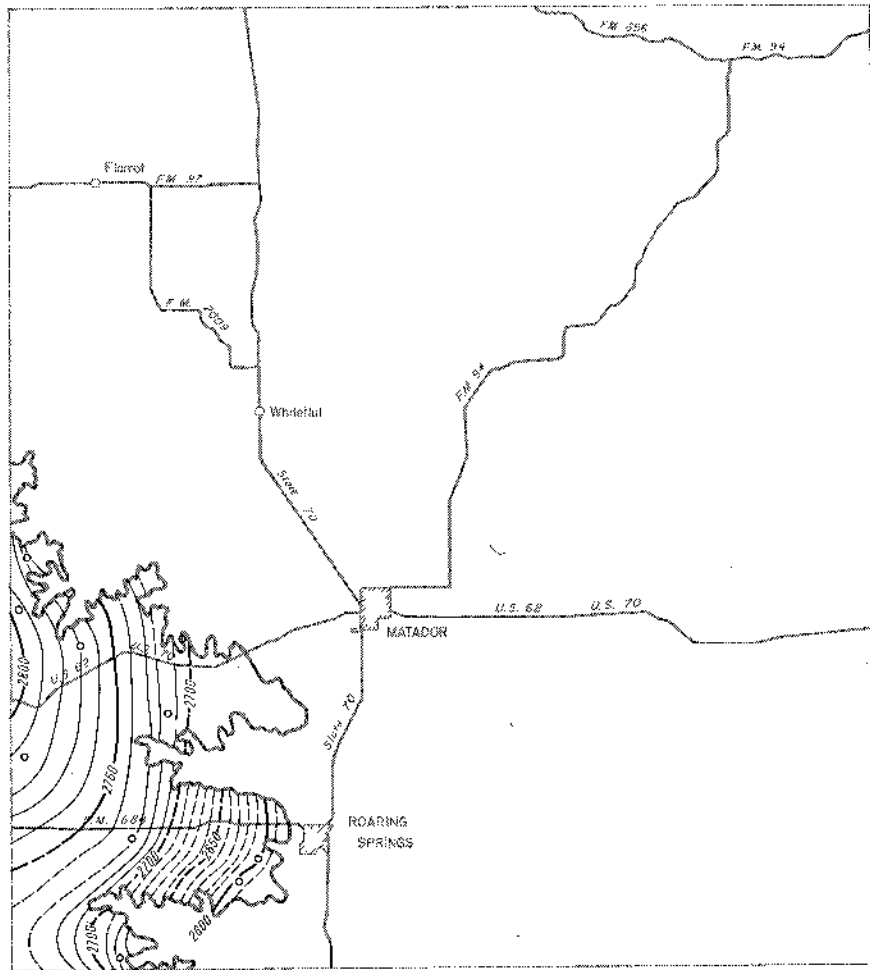 F.M. 656
F.M. 94
Flomot
F.M. 97
F.M.
2009
Whiteflat
F.M. 94
State 70
U.S. 62
U.S. 70
MATADOR
2800
U.S. 62
2700
State 70
2750
F.M. 684
ROARING
SPRINGS
2700
2650
2600
2700